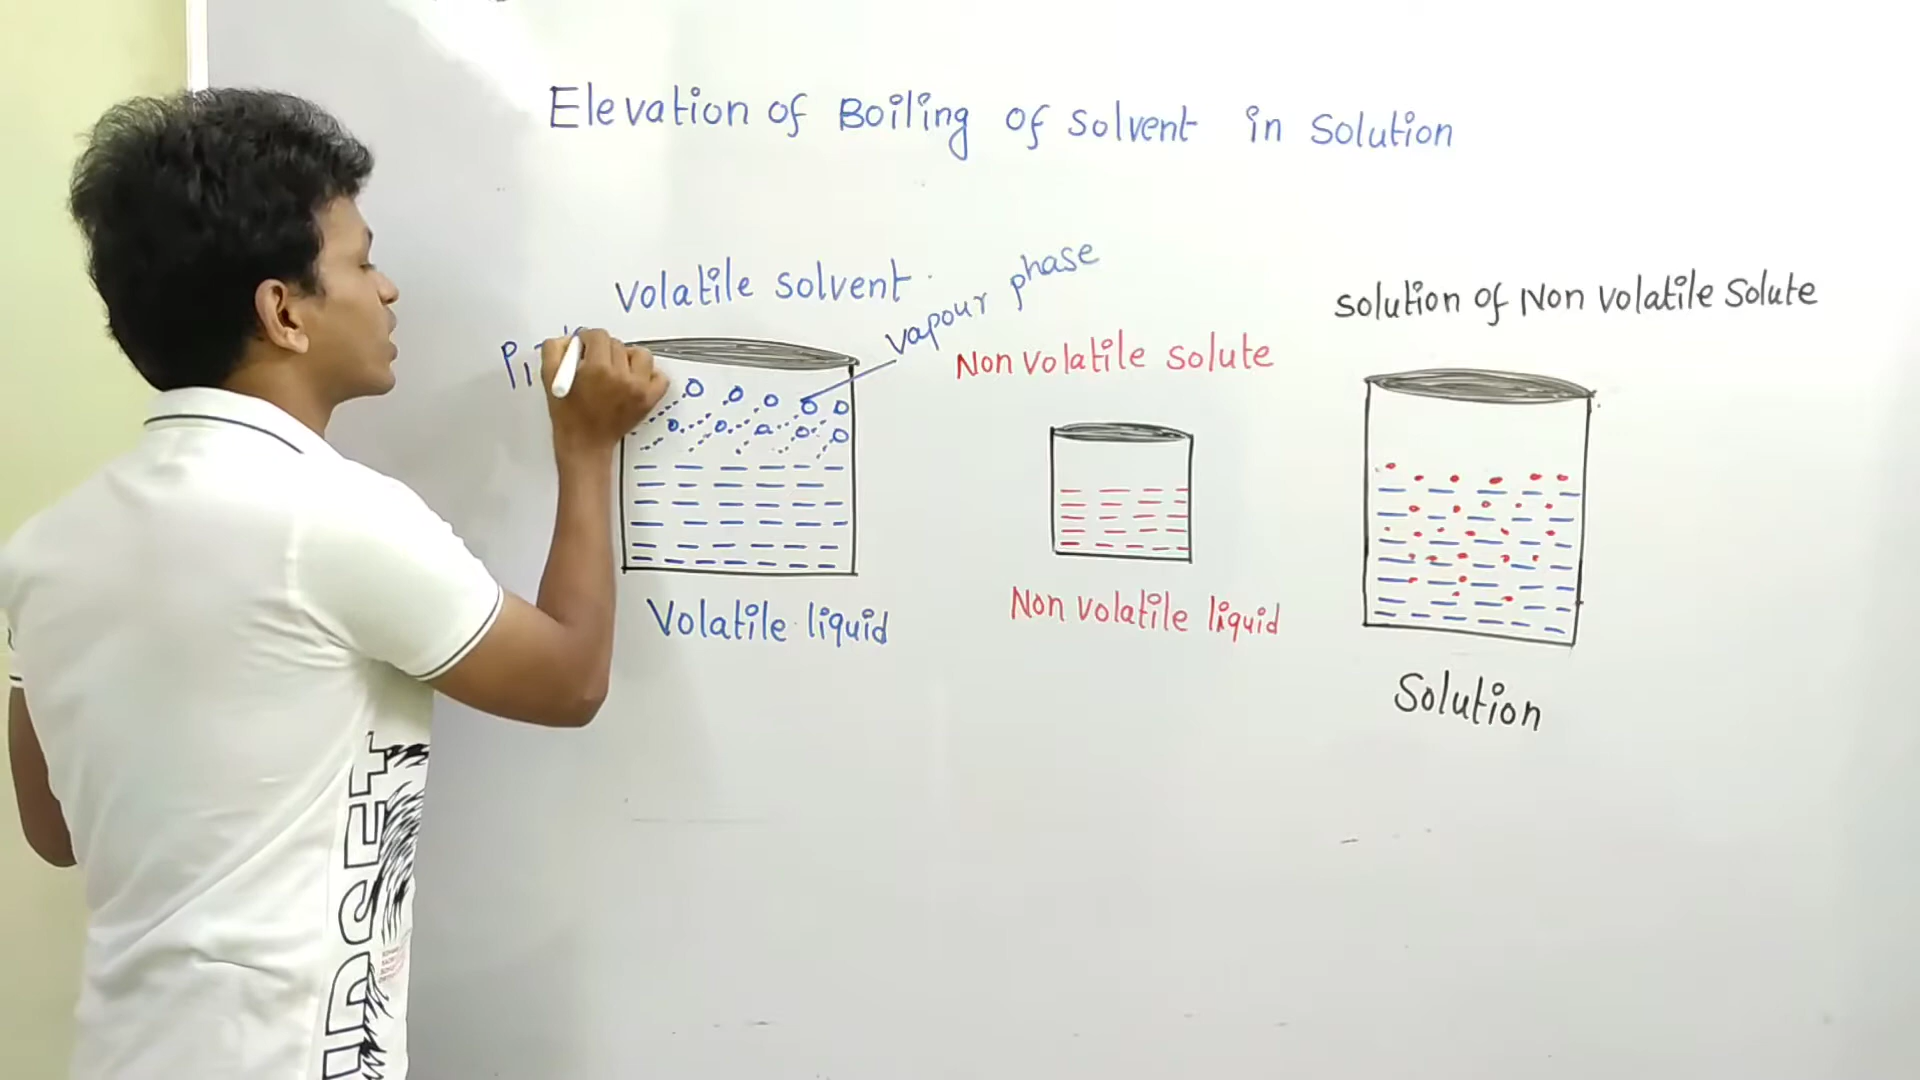 Elevation of Boiling of solvent in Solution
volatile solvent
vapour phase
Non volatile solute
solution of Non volatile Solute
P1
Volatile liquid
Non volatile liquid
Solution